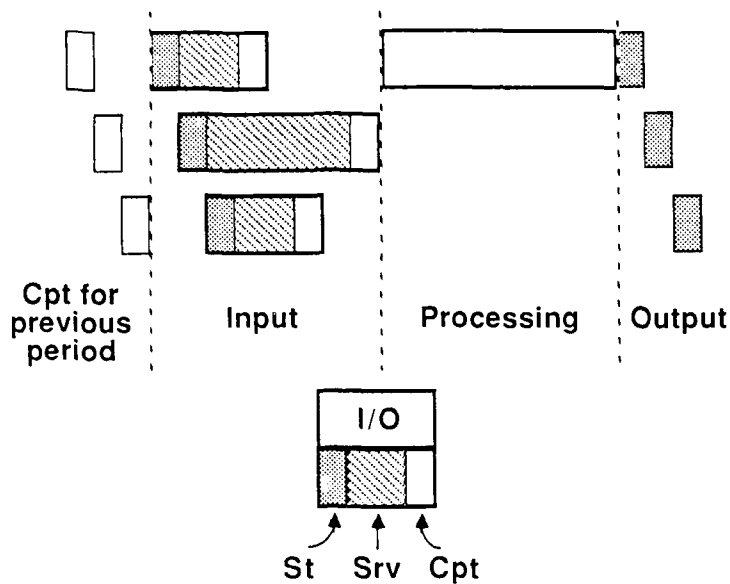 Cpt for
previous
period
Input
Processing
Output
I/O
St Srv Cpt